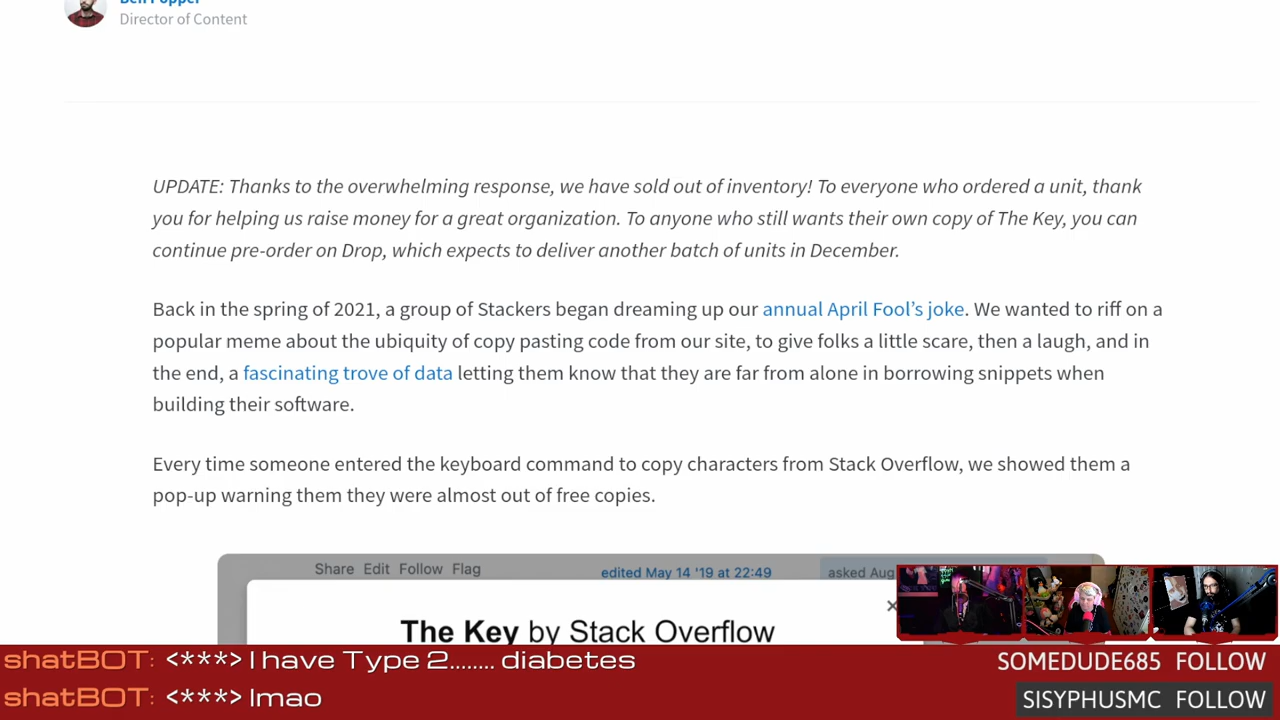 Ben Popper
Director of Content
UPDATE: Thanks to the overwhelming response, we have sold out of inventory! To everyone who ordered a unit, thank
you for helping us raise money for a great organization. To anyone who still wants their own copy of The Key, you can
continue pre-order on Drop, which expects to deliver another batch of units in December.
Back in the spring of 2021, a group of Stackers began dreaming up our annual April Fool’s joke. We wanted to riff on a
popular meme about the ubiquity of copy pasting code from our site, to give folks a little scare, then a laugh, and in
the end, a fascinating trove of data letting them know that they are far from alone in borrowing snippets when
building their software.
Every time someone entered the keyboard command to copy characters from Stack Overflow, we showed them a
pop-up warning them they were almost out of free copies.
Share Edit Follow Flag edited May 14 '19 at 22:49 asked Aug
The Key by Stack Overflow
shatBOT: <***> I have Type 2........ diabetes
SOMEDUDE685 FOLLOW
shatBOT: <***> lmao
SISYPHUSMC FOLLOW